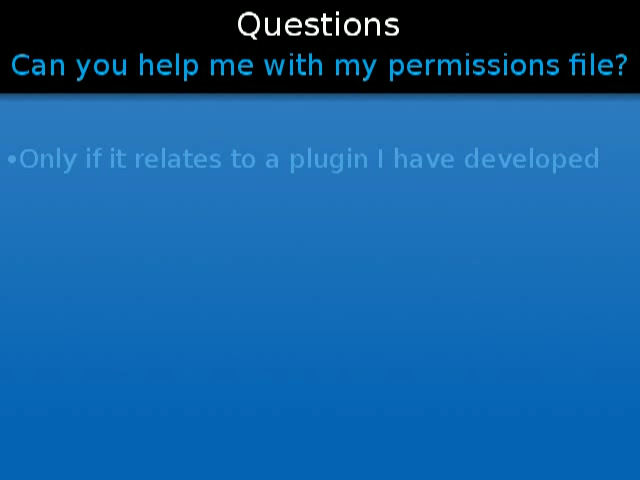 Questions
Can you help me with my permissions file?
•Only if it relates to a plugin I have developed